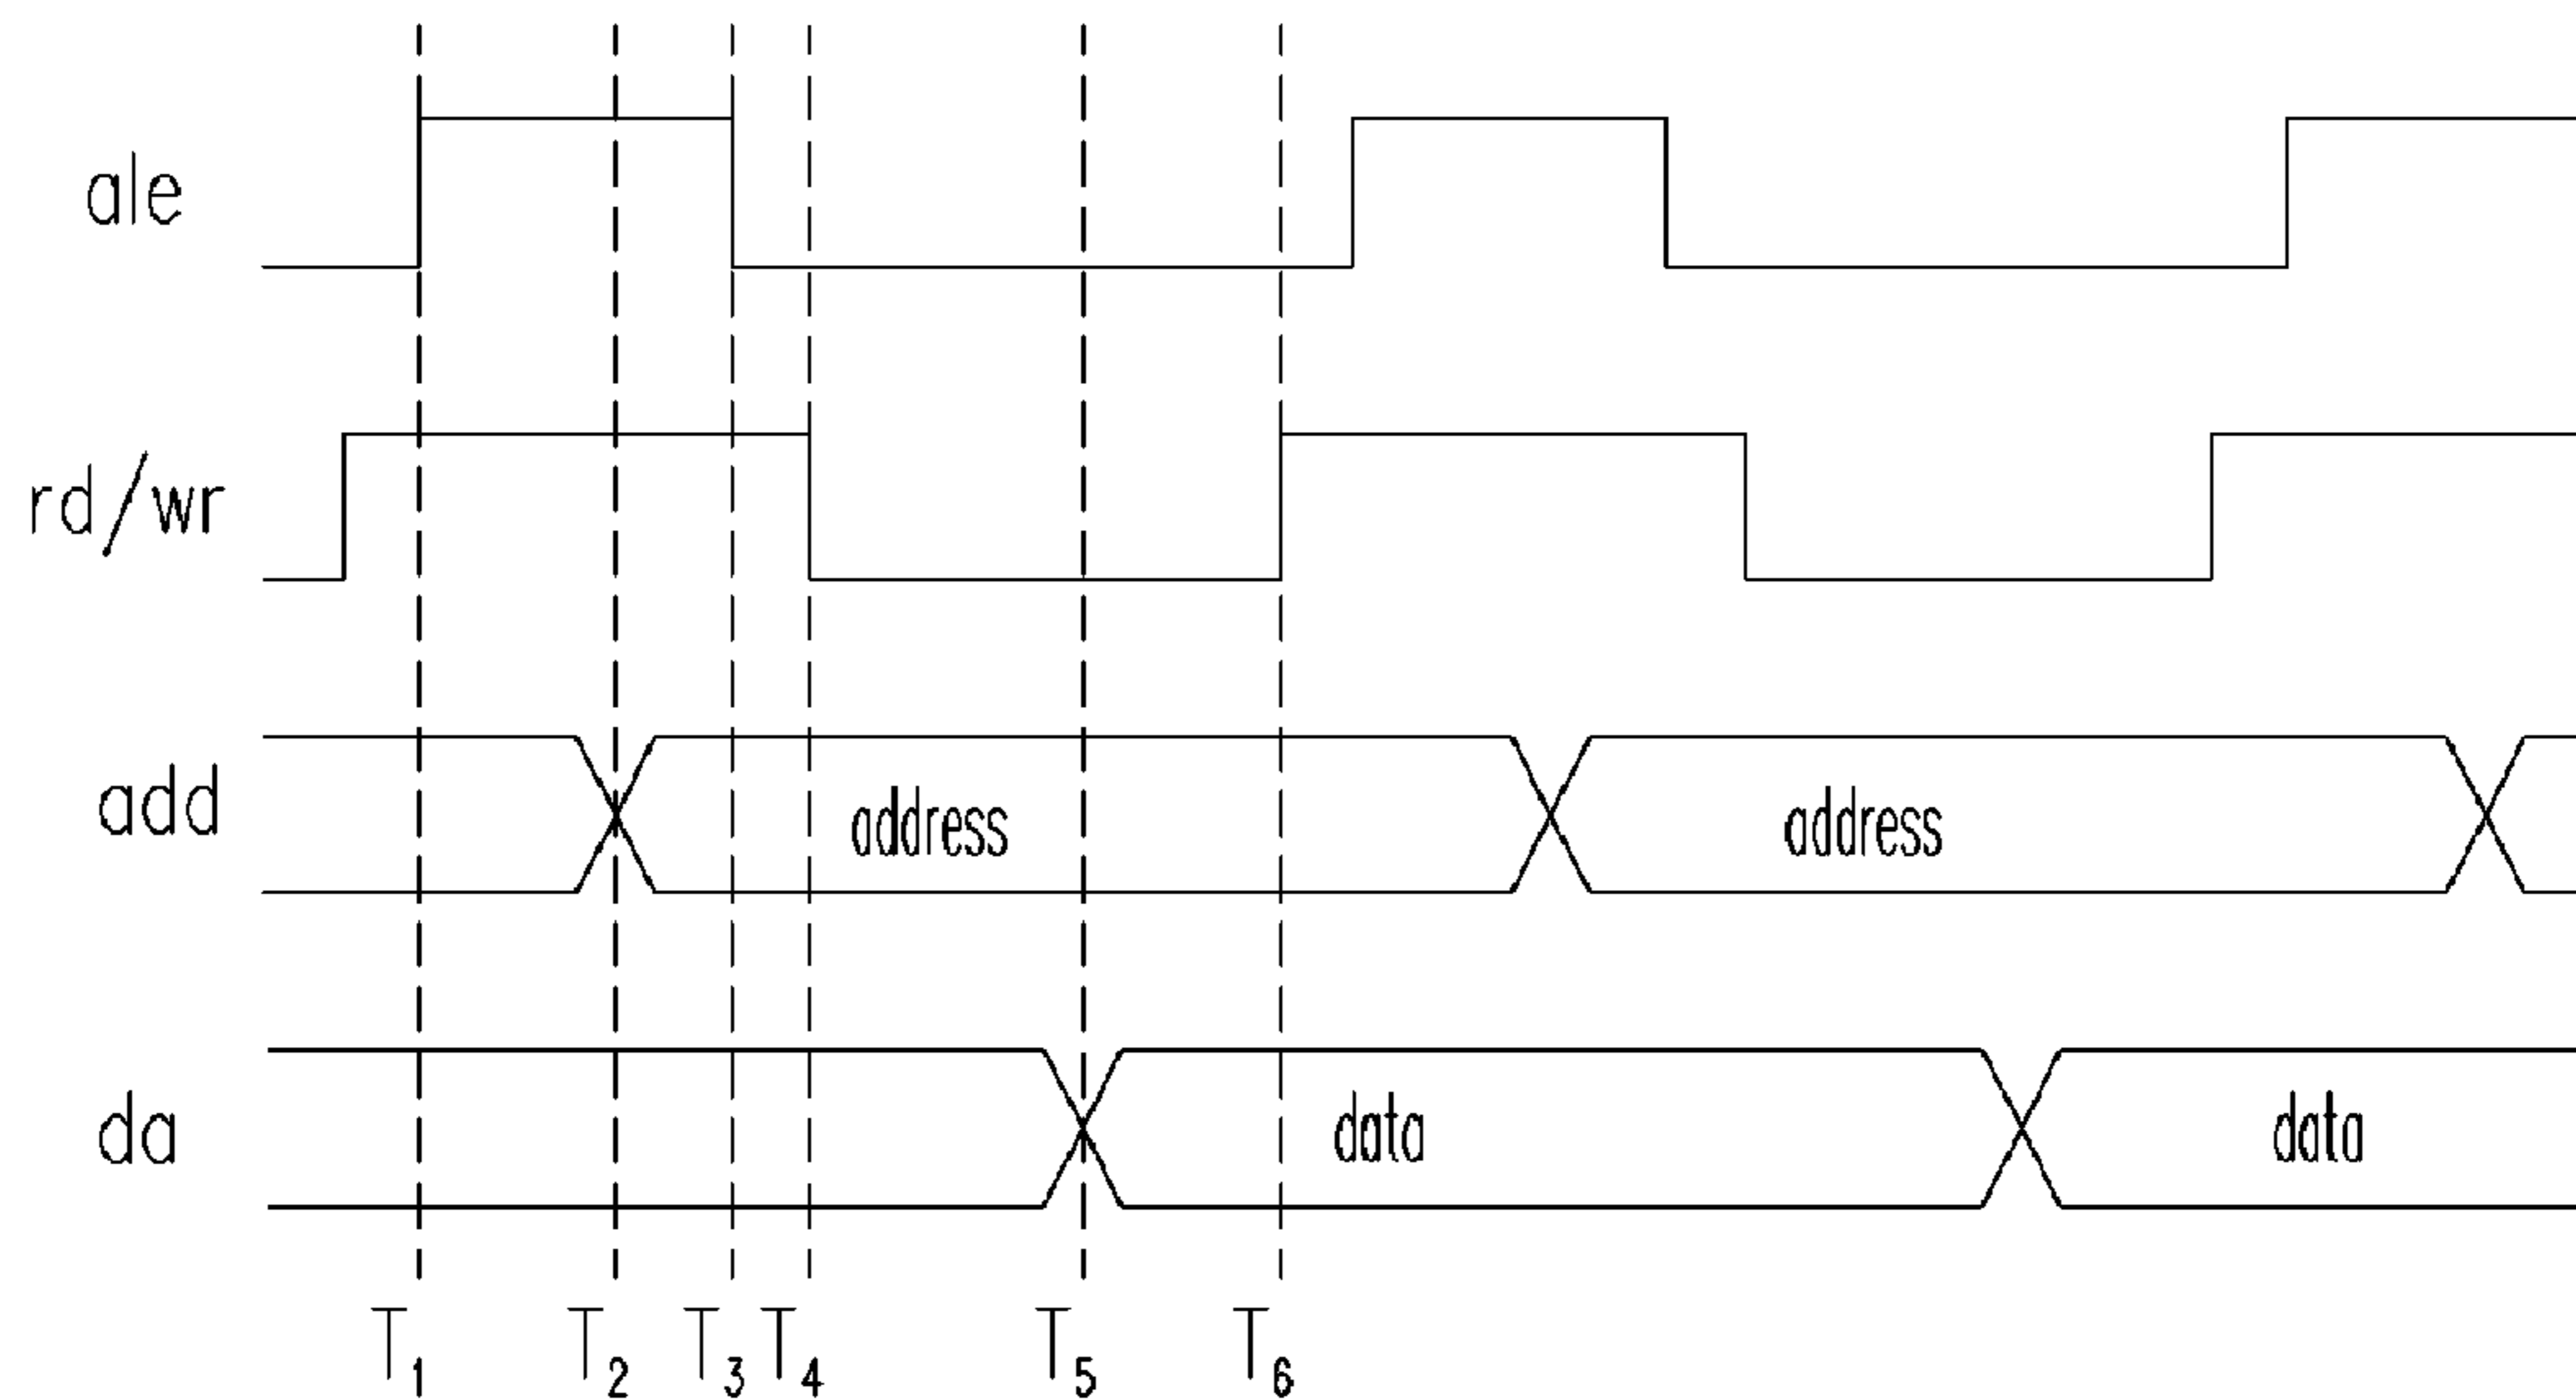 ale
rd/wr
add address address
da data data
T1 T2 T3 T4 T5 T6